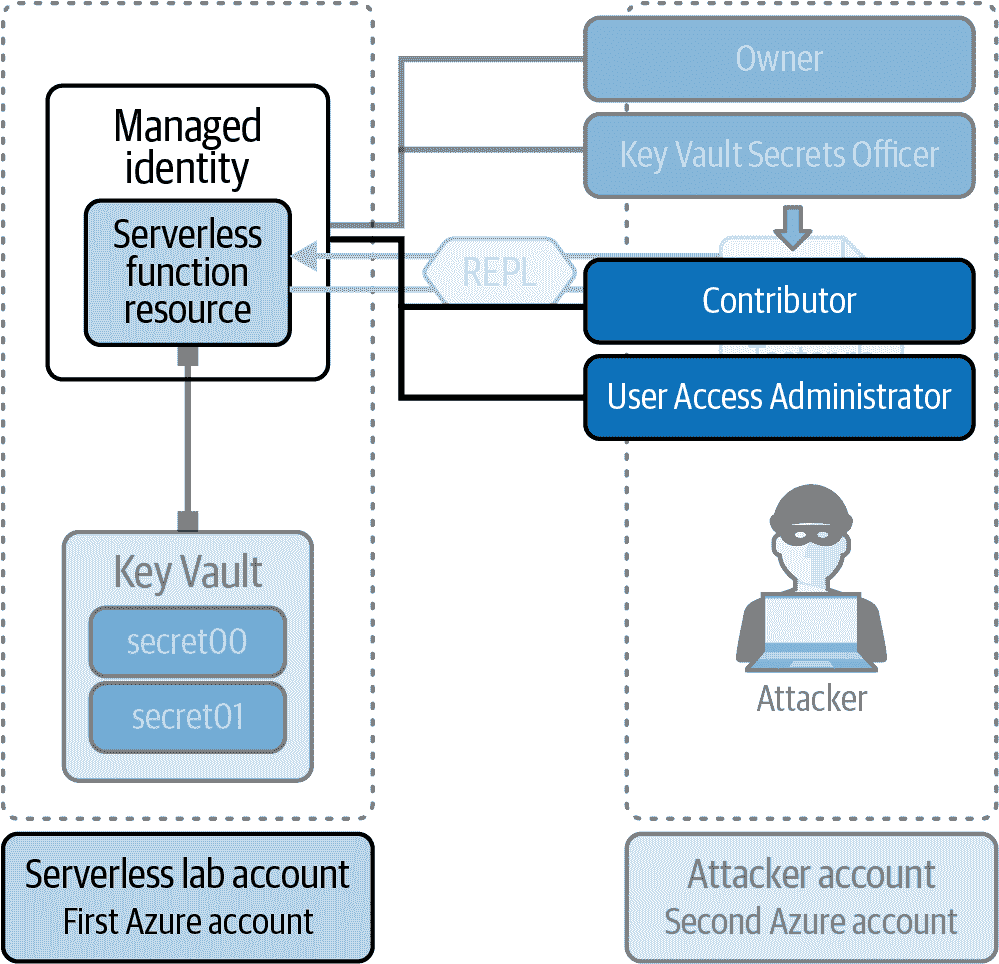 Owner
Managed
identity
Key Vault Secrets Officer
Serverless
function
resource
REPL
Contributor
User Access Administrator
Key Vault
secret00
secret01
Attacker
Serverless lab account
First Azure account
Attacker account
Second Azure account